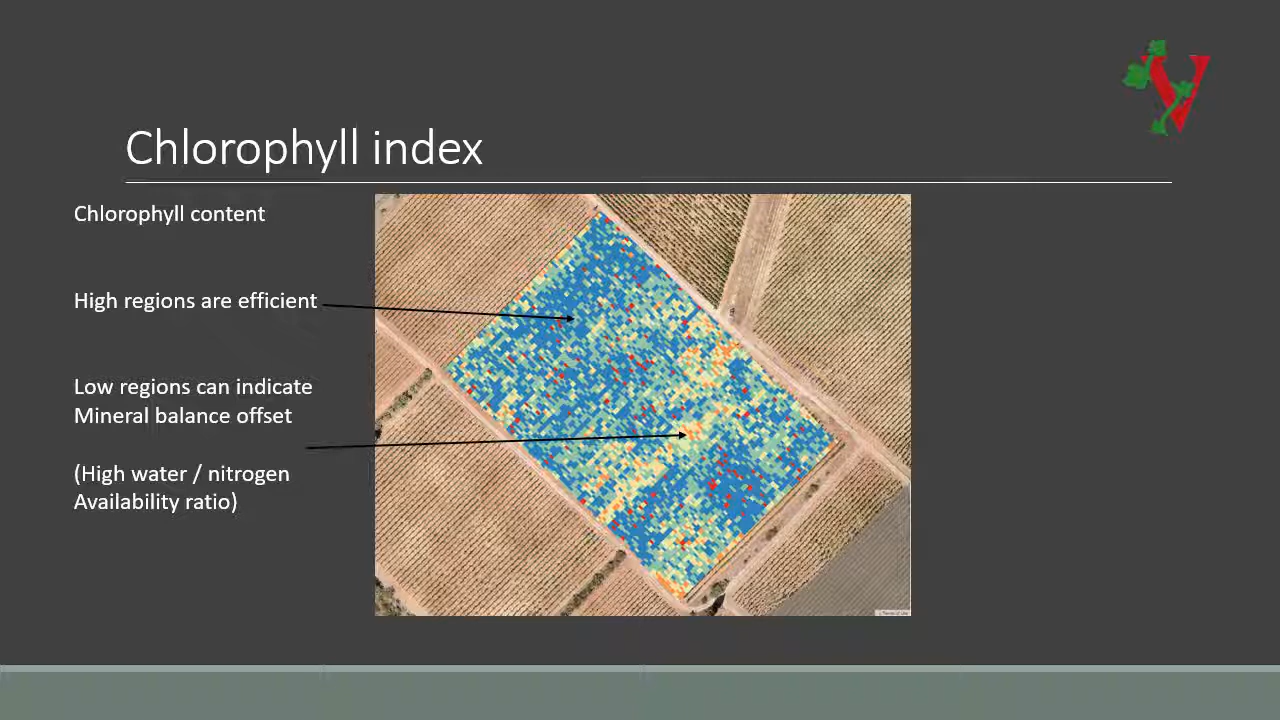 Chlorophyll index
Chlorophyll content
High regions are efficient
Low regions can indicate
Mineral balance offset
(High water / nitrogen
Availability ratio)
V